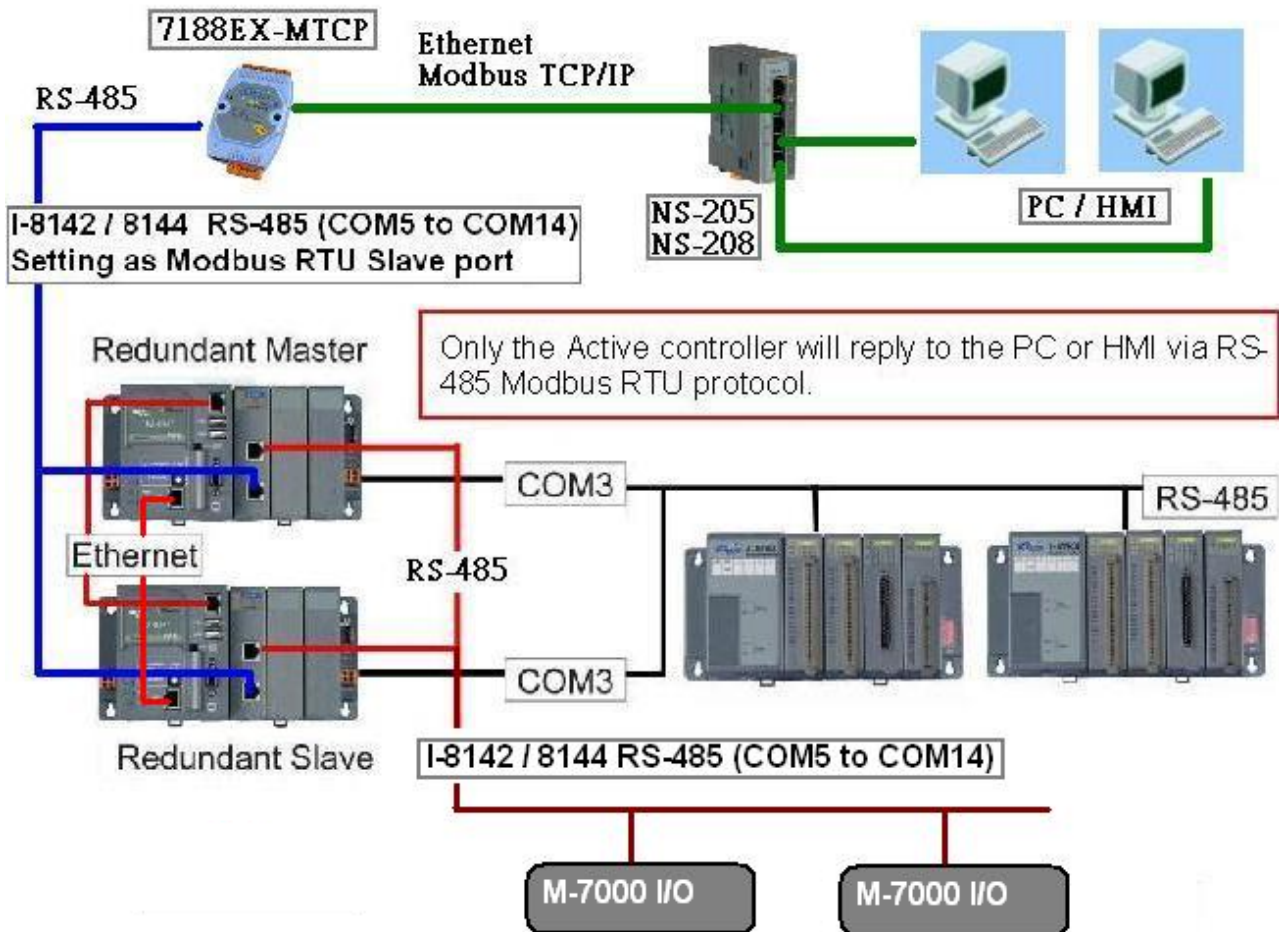 7188EX-MTCP
Ethernet
Modbus TCP/IP
RS-485
NS-205
NS-208
PC / HMI
I-8142 / 8144 RS-485 (COM5 to COM14)
Setting as Modbus RTU Slave port
Redundant Master
Only the Active controller will reply to the PC or HMI via RS-
485 Modbus RTU protocol.
COM3
RS-485
Ethernet
RS-485
COM3
Redundant Slave
I-8142 / 8144 RS-485 (COM5 to COM14)
M-7000 I/O
M-7000 I/O